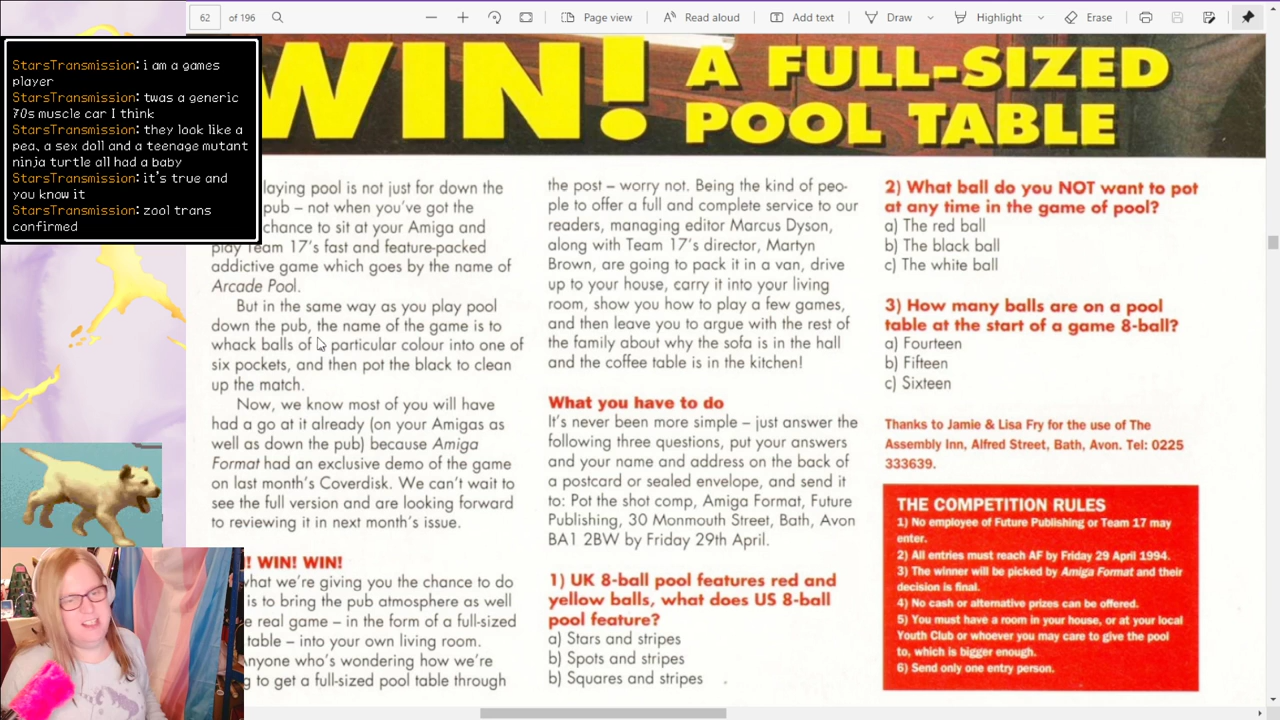 62 of 196
Page view
Read aloud
Add text
Draw
Highlight
Erase
StarsTransmission: i am a games
player
StarsTransmission: twas a generic
70s muscle car I think
StarsTransmission: they look like a
pea, a sex doll and a teenage mutant
ninja turtle all had a baby
StarsTransmission: it's true and
you know it
StarsTransmission: zool trans
confirmed
WIN! A FULL-SIZED
POOL TABLE
laying pool is not just for down the
pub – not when you've got the
chance to sit at your Amiga and
play Team 17's fast and feature-packed
addictive game which goes by the name of
Arcade Pool.
But in the same way as you play pool
down the pub, the name of the game is to
whack balls of a particular colour into one of
six pockets, and then pot the black to clean
up the match.
Now, we know most of you will have
had a go at it already (on your Amigas as
well as down the pub) because Amiga
Format had an exclusive demo of the game
on last month's Coverdisk. We can't wait to
see the full version and are looking forward
to reviewing it in next month's issue.
! WIN! WIN!
hat we're giving you the chance to do
is to bring the pub atmosphere as well
e real game – in the form of a full-sized
table – into your own living room.
nyone who's wondering how we're
g to get a full-sized pool table through
the post – worry not. Being the kind of peo-
ple to offer a full and complete service to our
readers, managing editor Marcus Dyson,
along with Team 17's director, Martyn
Brown, are going to pack it in a van, drive
up to your house, carry it into your living
room, show you how to play a few games,
and then leave you to argue with the rest of
the family about why the sofa is in the hall
and the coffee table is in the kitchen!
What you have to do
It's never been more simple – just answer the
following three questions, put your answers
and your name and address on the back of
a postcard or sealed envelope, and send it
to: Pot the shot comp, Amiga Format, Future
Publishing, 30 Monmouth Street, Bath, Avon
BA1 2BW by Friday 29th April.
1) UK 8-ball pool features red and
yellow balls, what does US 8-ball
pool feature?
a) Stars and stripes
b) Spots and stripes
b) Squares and stripes
2) What ball do you NOT want to pot
at any time in the game of pool?
a) The red ball
b) The black ball
c) The white ball
3) How many balls are on a pool
table at the start of a game 8-ball?
a) Fourteen
b) Fifteen
c) Sixteen
Thanks to Jamie & Lisa Fry for the use of The
Assembly Inn, Alfred Street, Bath, Avon. Tel: 0225
333639.
THE COMPETITION RULES
1) No employee of Future Publishing or Team 17 may
enter.
2) All entries must reach AF by Friday 29 April 1994.
3) The winner will be picked by Amiga Format and their
decision is final.
4) No cash or alternative prizes can be offered.
5) You must have a room in your house, or at your local
Youth Club or whoever you may care to give the pool
to, which is bigger enough.
6) Send only one entry person.